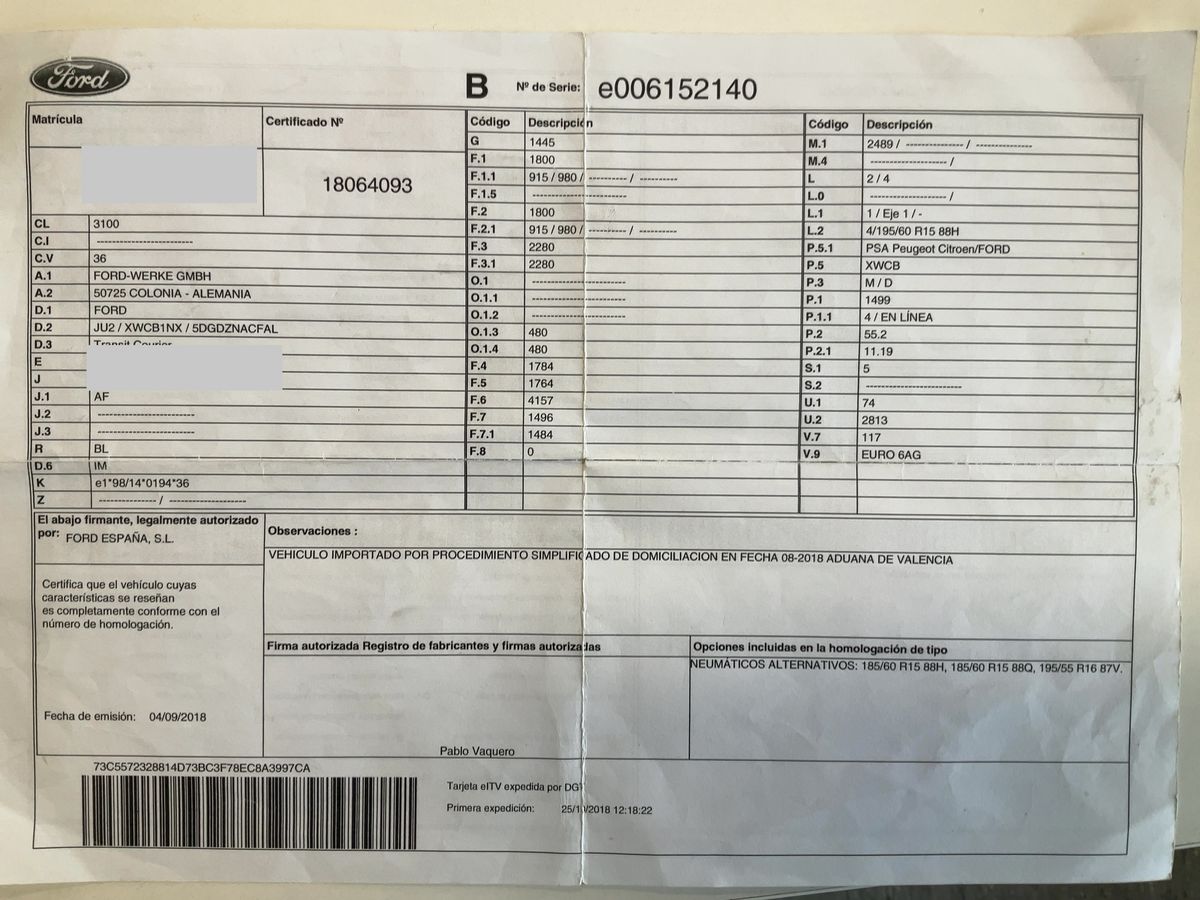 Ford
B Nº de Serie: e006152140
Matrícula
Certificado Nº
18064093
CL 3100
C.I -------------------------
C.V 36
A.1 FORD-WERKE GMBH
A.2 50725 COLONIA - ALEMANIA
D.1 FORD
D.2 JU2 / XWCB1NX / 5DGDZNACFAL
D.3 Transit Courier
E
J
J.1 AF
J.2 -------------------------
J.3 -------------------------
R BL
D.6 IM
K e1*98/14*0194*36
Z --------------- / --------------------
Código Descripción
G 1445
F.1 1800
F.1.1 915 / 980 / ---------- / ----------
F.1.5 -------------------------
F.2 1800
F.2.1 915 / 980 / ---------- / ----------
F.3 2280
F.3.1 2280
O.1 -------------------------
O.1.1 -------------------------
O.1.2 -------------------------
O.1.3 480
O.1.4 480
F.4 1784
F.5 1764
F.6 4157
F.7 1496
F.7.1 1484
F.8 0
Código Descripción
M.1 2489 / --------------- / ---------------
M.4 -------------------- /
L 2 / 4
L.0 -------------------- /
L.1 1 / Eje 1 / -
L.2 4/195/60 R15 88H
P.5.1 PSA Peugeot Citroen/FORD
P.5 XWCB
P.3 M / D
P.1 1499
P.1.1 4 / EN LÍNEA
P.2 55.2
P.2.1 11.19
S.1 5
S.2 -------------------------
U.1 74
U.2 2813
V.7 117
V.9 EURO 6AG
El abajo firmante, legalmente autorizado
por: FORD ESPAÑA, S.L.
Certifica que el vehículo cuyas
características se reseñan
es completamente conforme con el
número de homologación.
Fecha de emisión: 04/09/2018
Observaciones :
VEHICULO IMPORTADO POR PROCEDIMIENTO SIMPLIFICADO DE DOMICILIACION EN FECHA 08-2018 ADUANA DE VALENCIA
Firma autorizada Registro de fabricantes y firmas autorizadas
Pablo Vaquero
Opciones incluidas en la homologación de tipo
NEUMÁTICOS ALTERNATIVOS: 185/60 R15 88H, 185/60 R15 88Q, 195/55 R16 87V.
73C5572328814D73BC3F78EC8A3997CA
Tarjeta eITV expedida por DGT
Primera expedición: 12:18:22